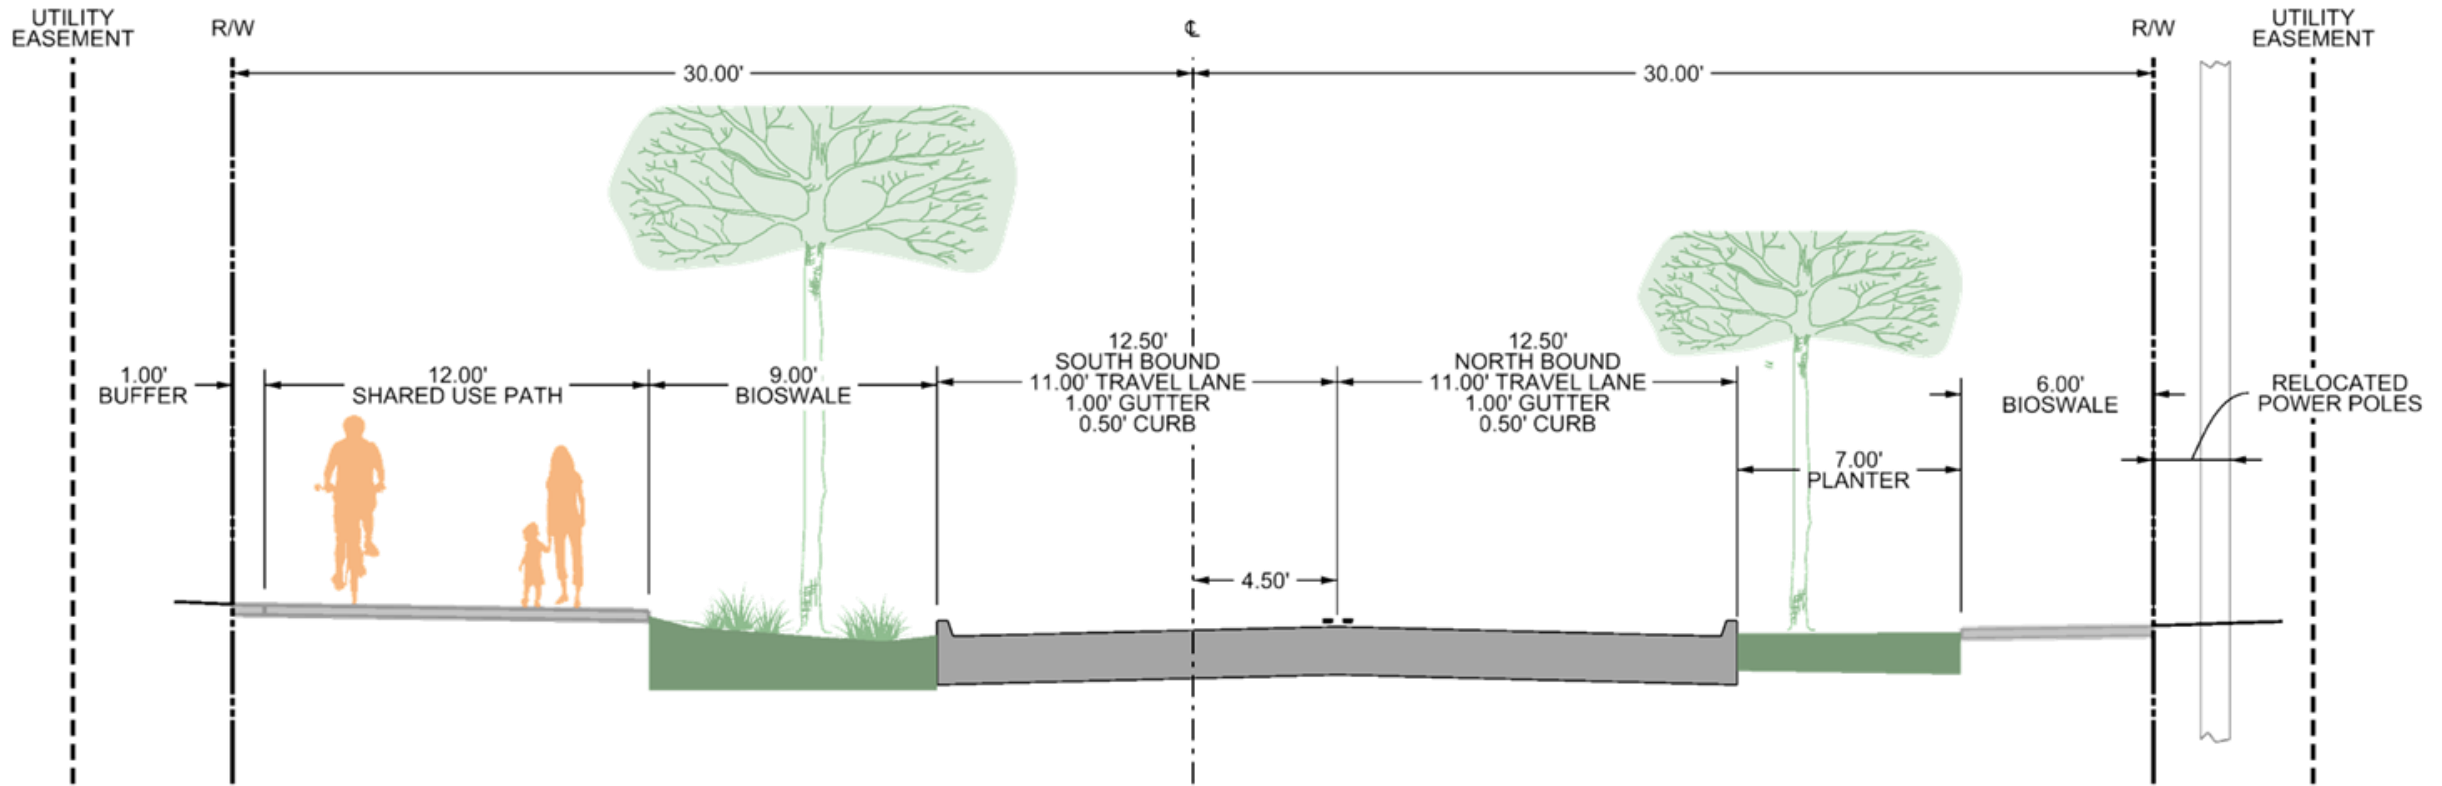 UTILITY
EASEMENT
R/W
℄
R/W
UTILITY
EASEMENT
30.00'
30.00'
1.00'
BUFFER
12.00'
SHARED USE PATH
9.00'
BIOSWALE
12.50'
SOUTH BOUND
11.00' TRAVEL LANE
1.00' GUTTER
0.50' CURB
12.50'
NORTH BOUND
11.00' TRAVEL LANE
1.00' GUTTER
0.50' CURB
6.00'
BIOSWALE
RELOCATED
POWER POLES
7.00'
PLANTER
4.50'